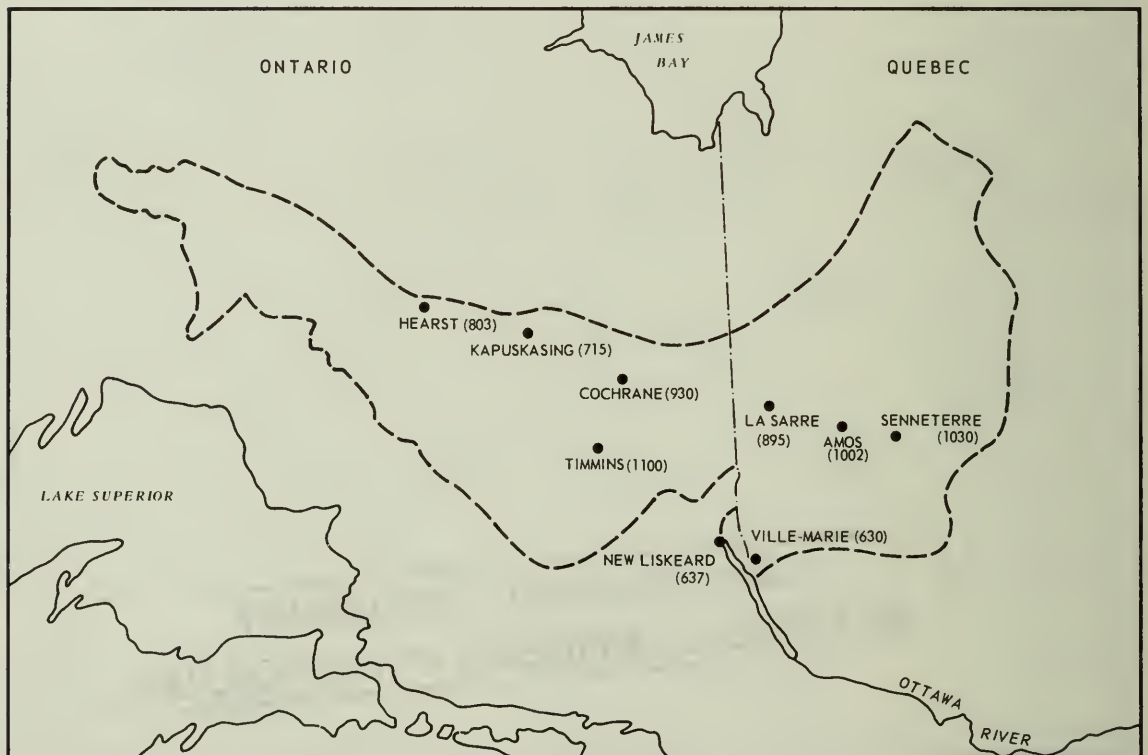 JAMES
BAY
ONTARIO
QUEBEC
HEARST (803)
KAPUSKASING (715)
COCHRANE (930)
LA SARRE
(895)
AMOS
(1002)
SENNETERRE
(1030)
TIMMINS (1100)
LAKE SUPERIOR
NEW LISKEARD
(637)
VILLE-MARIE (630)
OTTAWA
RIVER